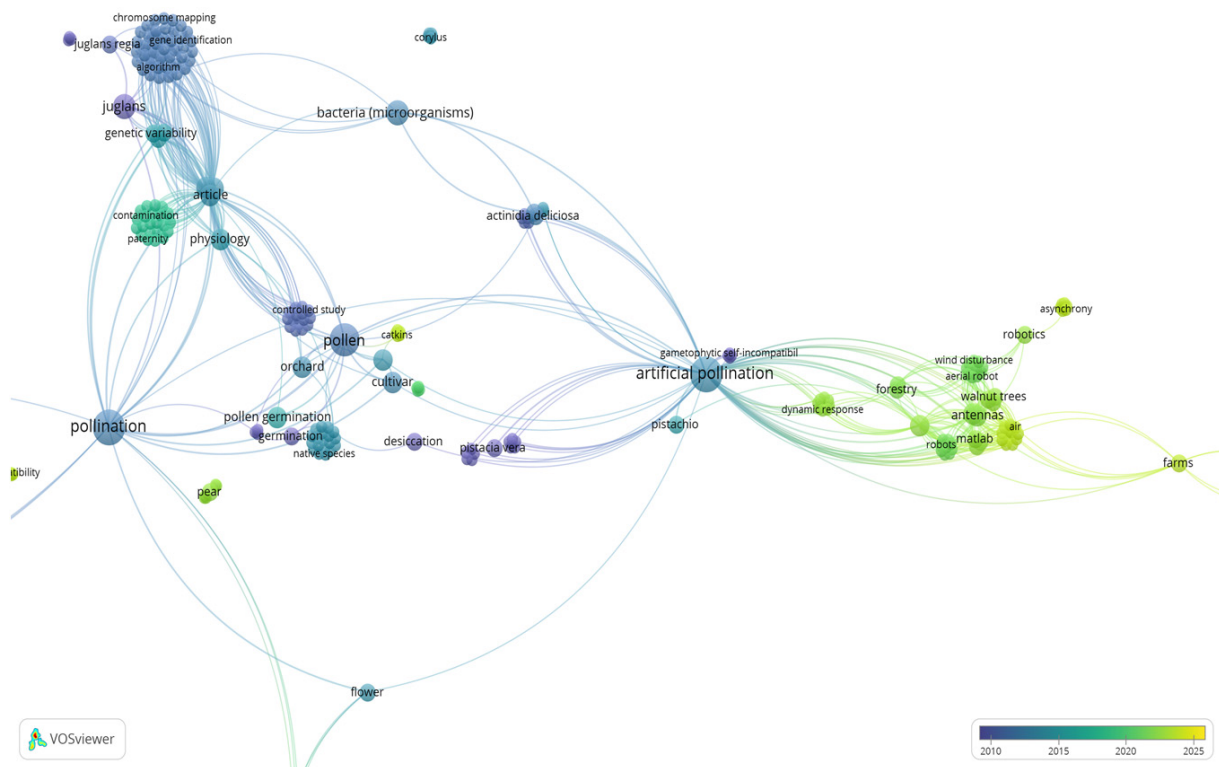 chromosome mapping
corylus
juglans regia
gene identification
algorithm
juglans
bacteria (microorganisms)
genetic variability
article
contamination
actinidia deliciosa
paternity
physiology
controlled study
asynchrony
pollen
catkins
robotics
gametophytic self-incompatibil
orchard
artificial pollination
wind disturbance
aerial robot
cultivar
forestry
walnut trees
dynamic response
pollen germination
antennas
pollination
pistachio
air
germination
desiccation
pistacia vera
robots
matlab
native species
farms
tibility
pear
flower
VOSviewer
2010
2015
2020
2025